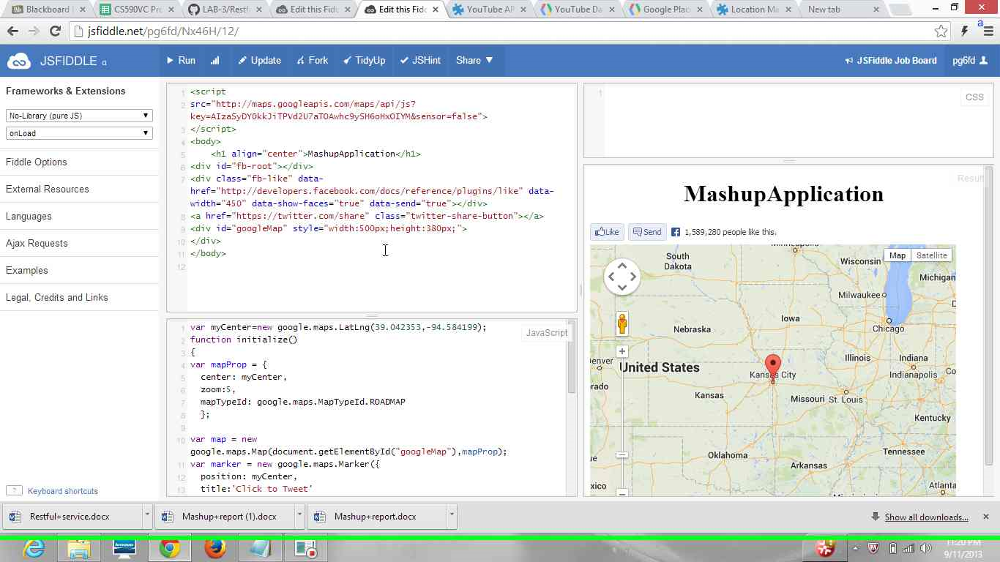 Blackboard
CS590VC Pro
LAB-3/Restf
Edit this Fidd
Edit this Fidd
YouTube AP
YouTube Da
Google Plac
Location Ma
New tab
jsfiddle.net/pg6fd/Nx46H/12/
JSFIDDLE α
Run
Update
Fork
TidyUp
JSHint
Share
JSFiddle Job Board
pg6fd
Frameworks & Extensions
No-Library (pure JS)
onLoad
Fiddle Options
External Resources
Languages
Ajax Requests
Examples
Legal, Credits and Links
Keyboard shortcuts
1 <script
2 src="http://maps.googleapis.com/maps/api/js?
key=AIzaSyDY0kkJiTPVd2U7aTOAwhc9ySH6oHxOIYM&sensor=false">
3 </script>
4 <body>
5 <h1 align="center">MashupApplication</h1>
6 <div id="fb-root"></div>
7 <div class="fb-like" data-
href="http://developers.facebook.com/docs/reference/plugins/like" data-
width="450" data-show-faces="true" data-send="true"></div>
8 <a href="https://twitter.com/share" class="twitter-share-button"></a>
9 <div id="googleMap" style="width:500px;height:380px;">
10 </div>
11 </body>
12
1 var myCenter=new google.maps.LatLng(39.042353,-94.584199);
2 function initialize()
3 {
4 var mapProp = {
5 center: myCenter,
6 zoom:5,
7 mapTypeId: google.maps.MapTypeId.ROADMAP
8 };
9
10 var map = new
google.maps.Map(document.getElementById("googleMap"),mapProp);
11 var marker = new google.maps.Marker({
12 position: myCenter,
13 title:'Click to Tweet'
JavaScript
1
CSS
Result
MashupApplication
Like
Send
1,589,280 people like this.
Minneapolis
South
Dakota
Wisconsin
Map
Satellite
Michigan
Milwaukee
Iowa
Nebraska
Chicago
Denver
Illinois
Indiana
United States
Kansas City
Indianapolis
rado
Kansas
Missouri
St. Louis
Kentucky
Oklahoma
Tennessee
Arkansas
xico
Atlanta
Restful+service.docx
Mashup+report (1).docx
Mashup+report.docx
Show all downloads...
lenovo
11:20 PM
9/11/2013